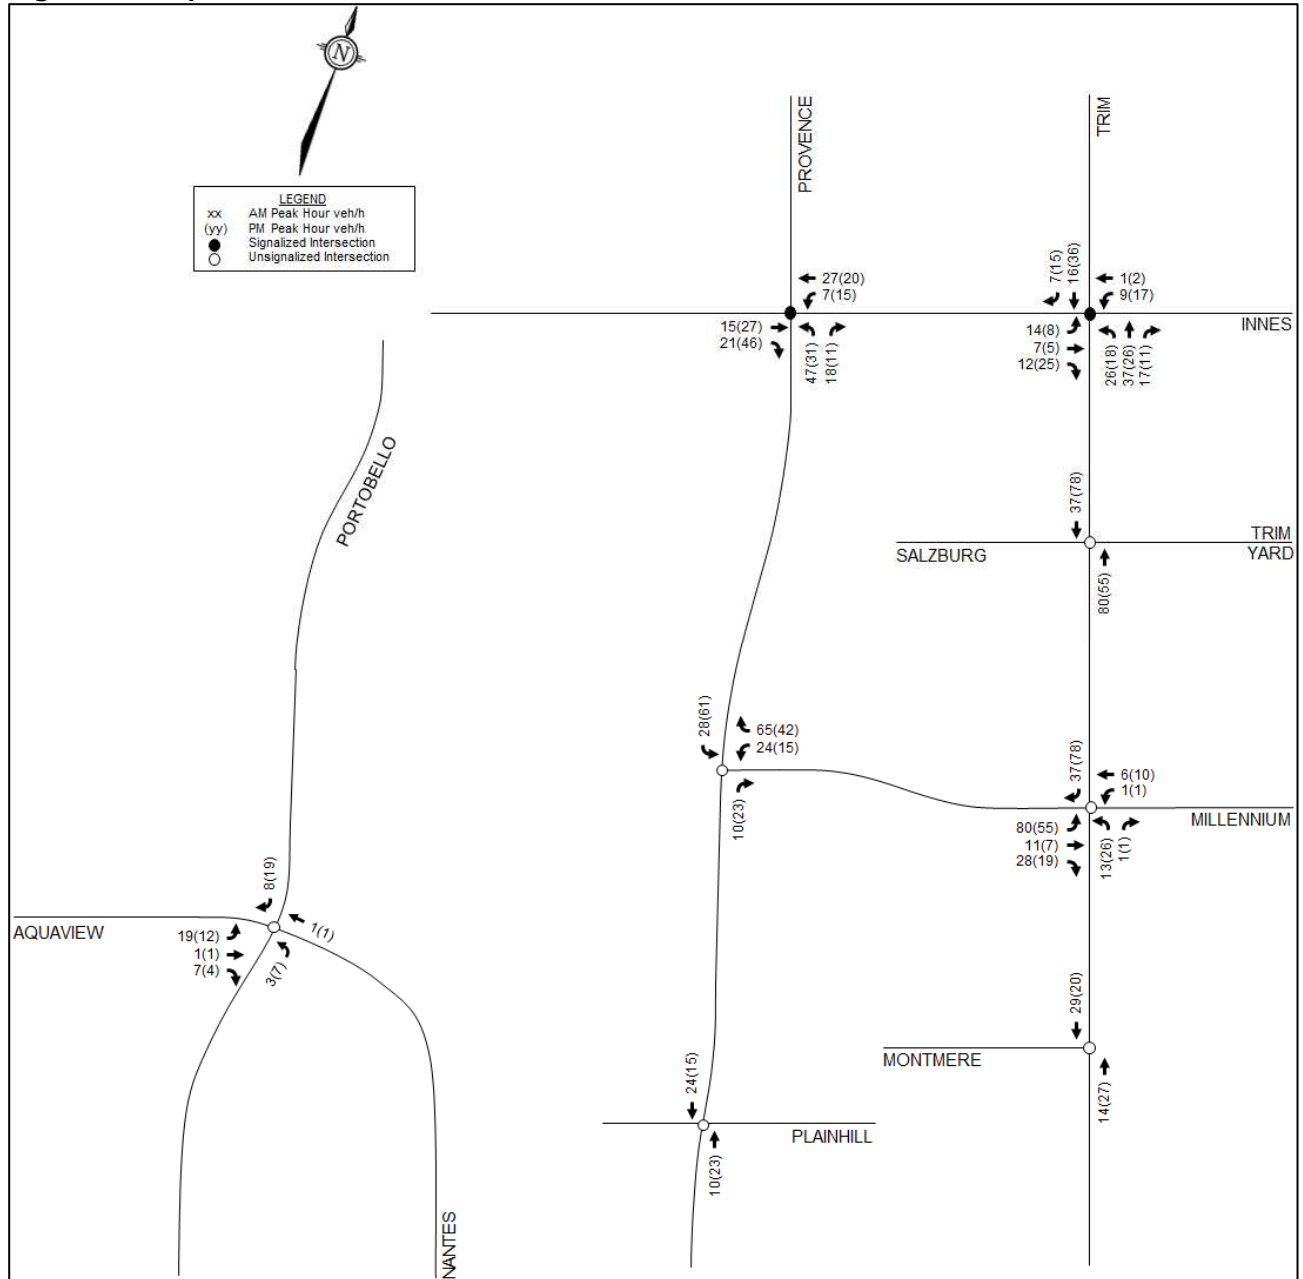 N
LEGEND
xx AM Peak Hour veh/h
(yy) PM Peak Hour veh/h
Signalized Intersection
Unsignalized Intersection
PROVENCE
TRIM
27(20)
7(15)
15(27)
21(46)
47(31)
18(11)
7(15)
16(36)
1(2)
9(17)
INNES
14(8)
7(5)
12(25)
26(18)
37(26)
17(11)
PORTOBELLO
37(78)
SALZBURG
TRIM
YARD
80(55)
28(61)
65(42)
24(15)
10(23)
37(78)
6(10)
1(1)
MILLENNIUM
80(55)
11(7)
28(19)
13(26)
1(1)
8(19)
AQUAVIEW
19(12)
1(1)
7(4)
3(7)
1(1)
29(20)
MONTMERE
14(27)
24(15)
PLAINHILL
10(23)
NANTES